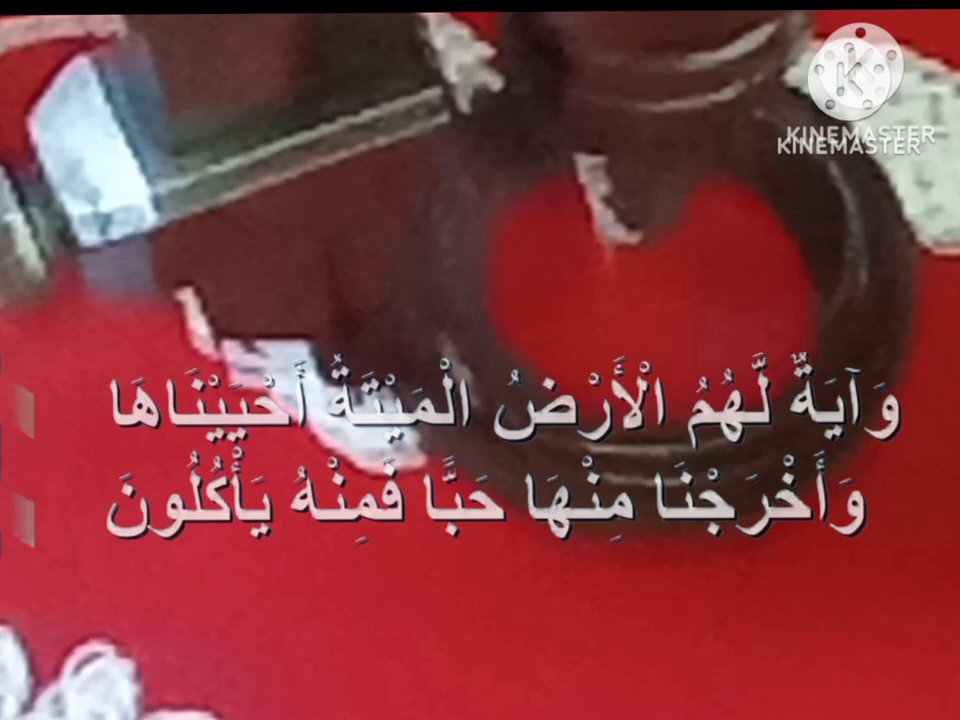 KINEMASTER
KINEMASTER
وَآيَةٌ لَّهُمُ الْأَرْضُ الْمَيْتَةُ أَحْيَيْنَاهَا
وَأَخْرَجْنَا مِنْهَا حَبًّا فَمِنْهُ يَأْكُلُونَ